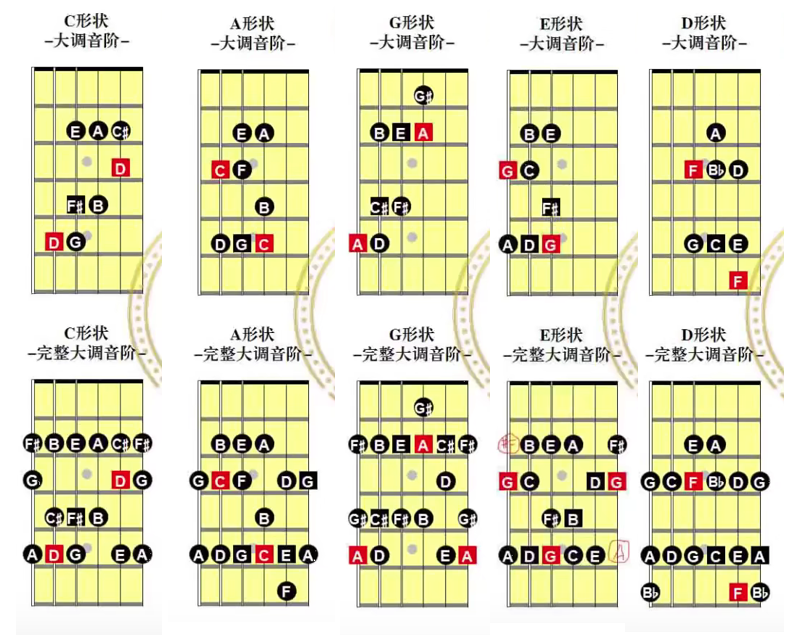 C形状
-大调音阶-
E A C♯
D
F♯ B
D G
A形状
-大调音阶-
E A
C F
B
D G C
G形状
-大调音阶-
G♯
B E A
C♯ F♯
A D
E形状
-大调音阶-
B E
G C
F♯
A D G
D形状
-大调音阶-
A
F B♭ D
G C E
F
C形状
-完整大调音阶-
F♯ B E A C♯ F♯
G D G
C♯ F♯ B
A D G E A
A形状
-完整大调音阶-
B E A
G C F D G
B
A D G C E A
F
G形状
-完整大调音阶-
G♯
F♯ B E A C♯ F♯
D
G♯ C♯ F♯ B G♯
A D E A
E形状
-完整大调音阶-
♯F B E A F♯
G C D G
F♯ B
A D G C E A
D形状
-完整大调音阶-
E A
G C F B♭ D G
A D G C E A
B♭ F B♭